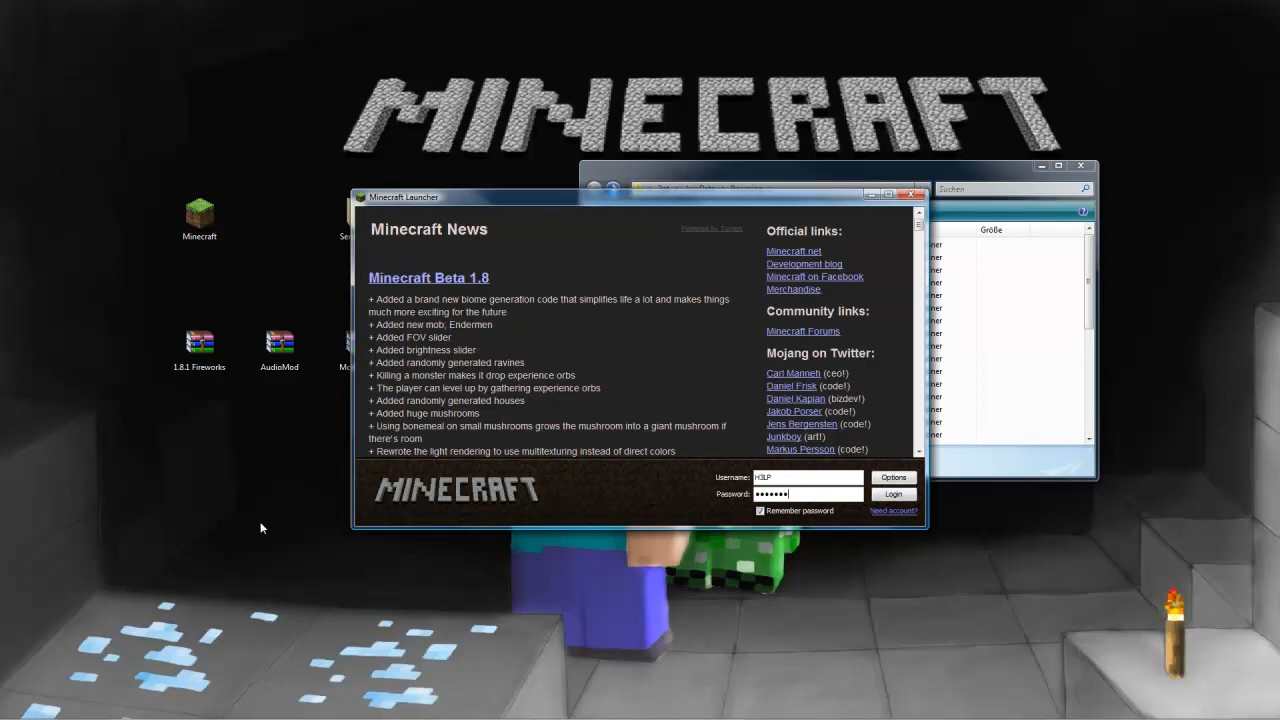 MINECRAFT
Suchen
Minecraft Launcher
Größe
Minecraft
Minecraft News
Powered by Tumblr
Official links:
Minecraft Beta 1.8
Minecraft.net
Development blog
Minecraft on Facebook
Merchandise
+ Added a brand new biome generation code that simplifies life a lot and makes things
much more exciting for the future
+ Added new mob; Endermen
+ Added FOV slider
+ Added brightness slider
+ Added randomly generated ravines
+ Killing a monster makes it drop experience orbs
+ The player can level up by gathering experience orbs
+ Added randomly generated houses
+ Added huge mushrooms
+ Using bonemeal on small mushrooms grows the mushroom into a giant mushroom if
there's room
+ Rewrote the light rendering to use multitexturing instead of direct colors
Community links:
Minecraft Forums
Mojang on Twitter:
Carl Manneh (ceo!)
Daniel Frisk (code!)
Daniel Kaplan (bizdev!)
Jakob Porser (code!)
Jens Bergensten (code!)
Junkboy (art!)
Markus Persson (code!)
1.8.1 Fireworks
AudioMod
MINECRAFT
Username: H3LP
Options
Password:
Login
Remember password
Need account?